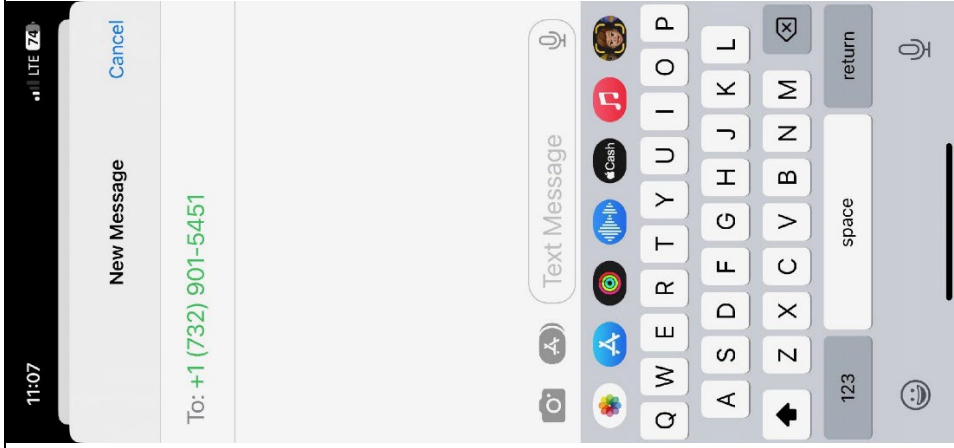 11:07 LTE 74
New Message Cancel
To: +1 (732) 901-5451
Text Message
Cash
Q W E R T Y U I O P
A S D F G H J K L
Z X C V B N M
123 space return